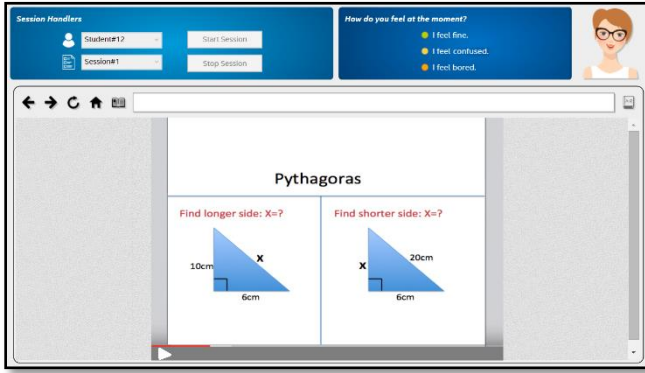 Session Handlers
Student#12
Start Session
Session#1
Stop Session
How do you feel at the moment?
I feel fine.
I feel confused.
I feel bored.
Pythagoras
Find longer side: X=?
10cm
x
6cm
Find shorter side: X=?
x
20cm
6cm